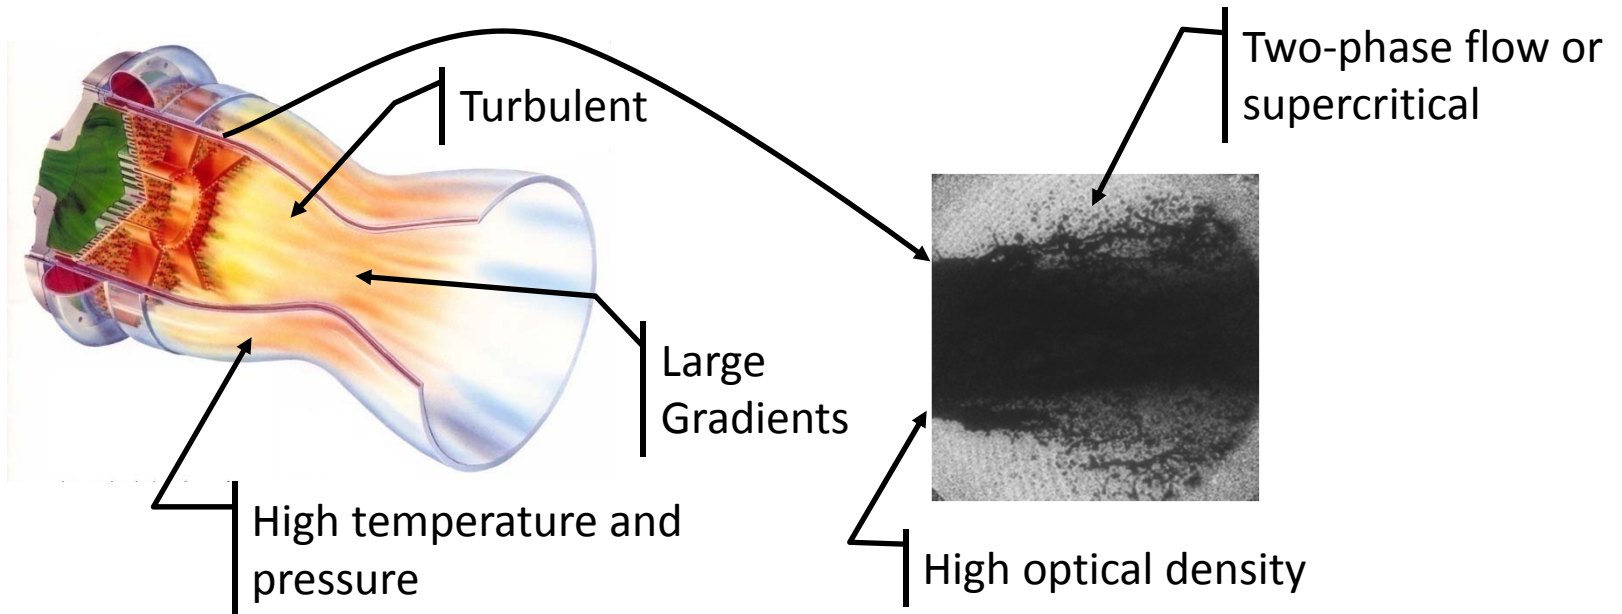 Turbulent
Two-phase flow or
supercritical
Large
Gradients
High temperature and
pressure
High optical density